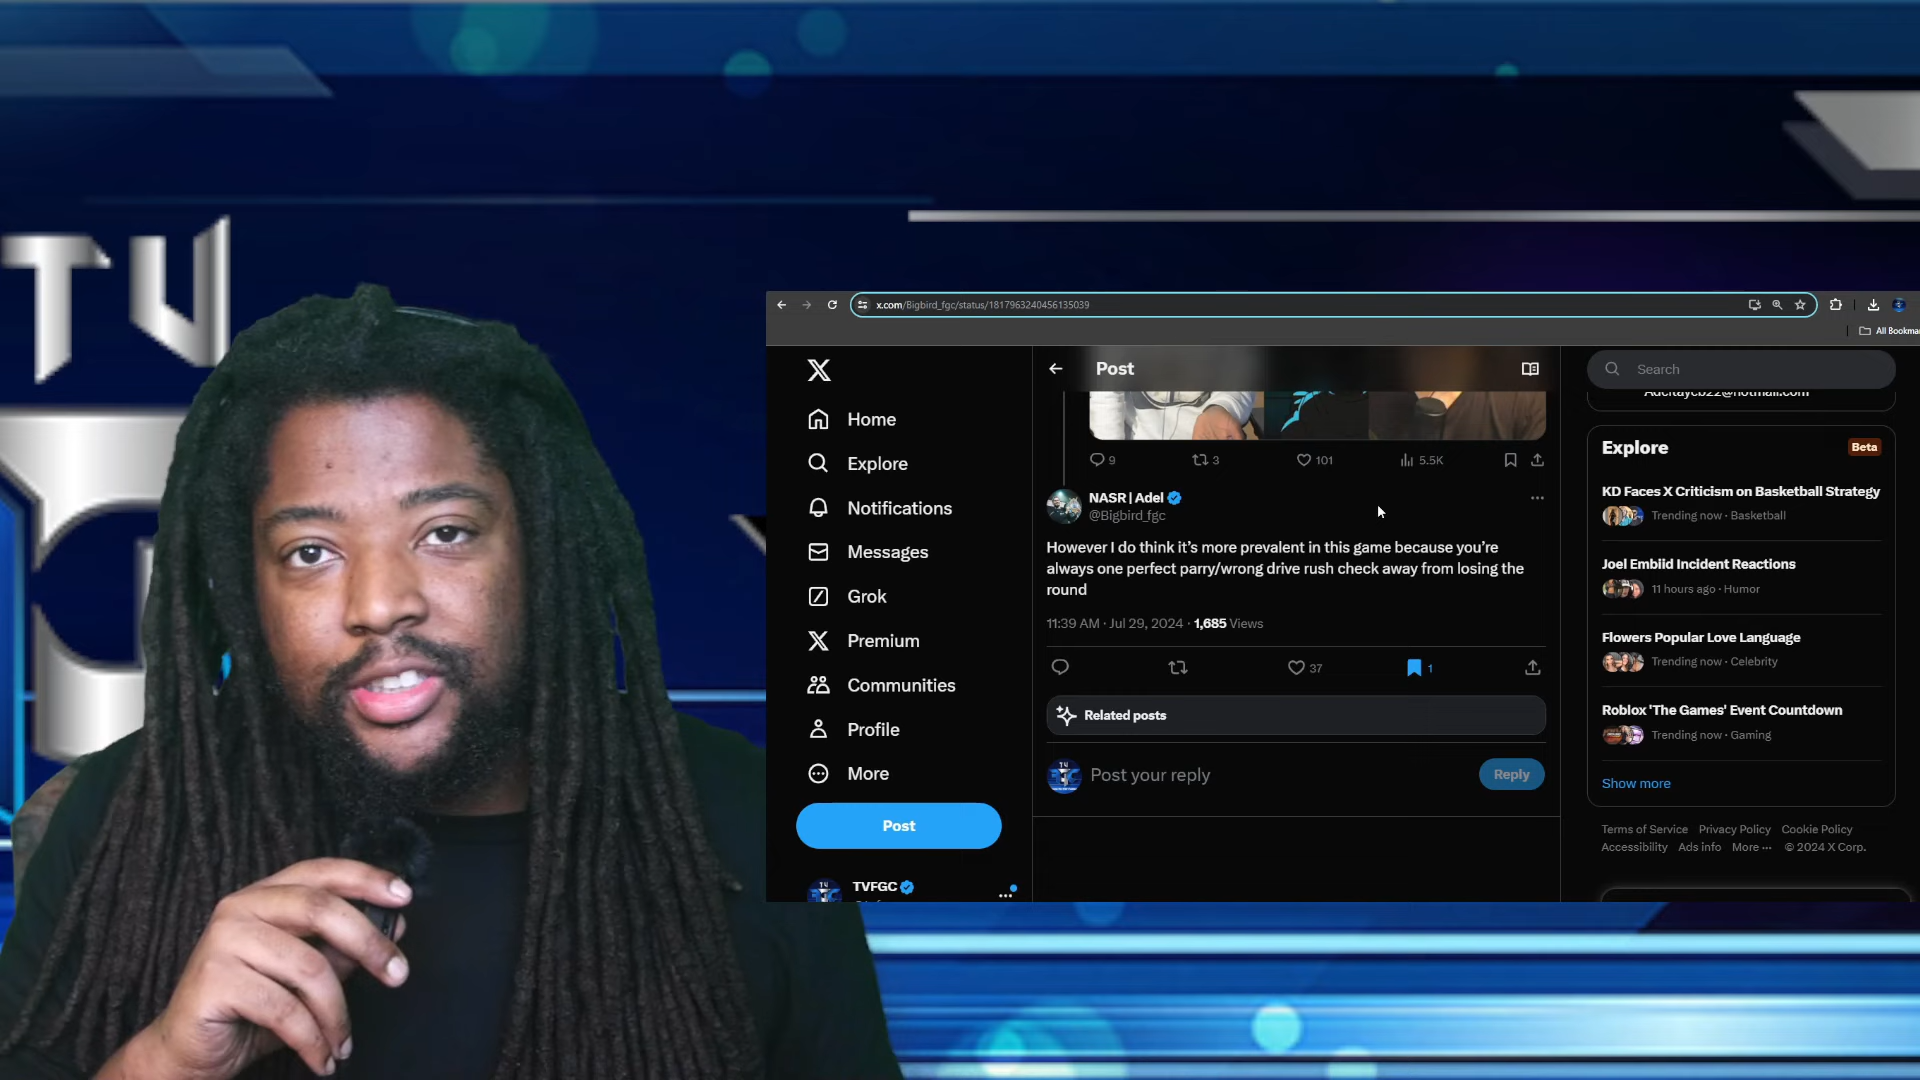 TV
x.com/Bigbird_fgc/status/1817963240456135039
All Bookma
Home
Explore
Notifications
Messages
Grok
Premium
Communities
Profile
More
Post
TVFGC
Post
9
3
101
5.5K
NASR | Adel
@Bigbird_fgc
However I do think it's more prevalent in this game because you're
always one perfect parry/wrong drive rush check away from losing the
round
11:39 AM · Jul 29, 2024 · 1,685 Views
37
1
Related posts
Post your reply
Reply
Search
Explore
Beta
KD Faces X Criticism on Basketball Strategy
Trending now · Basketball
Joel Embiid Incident Reactions
11 hours ago · Humor
Flowers Popular Love Language
Trending now · Celebrity
Roblox 'The Games' Event Countdown
Trending now · Gaming
Show more
Terms of Service Privacy Policy Cookie Policy
Accessibility Ads info More ··· © 2024 X Corp.